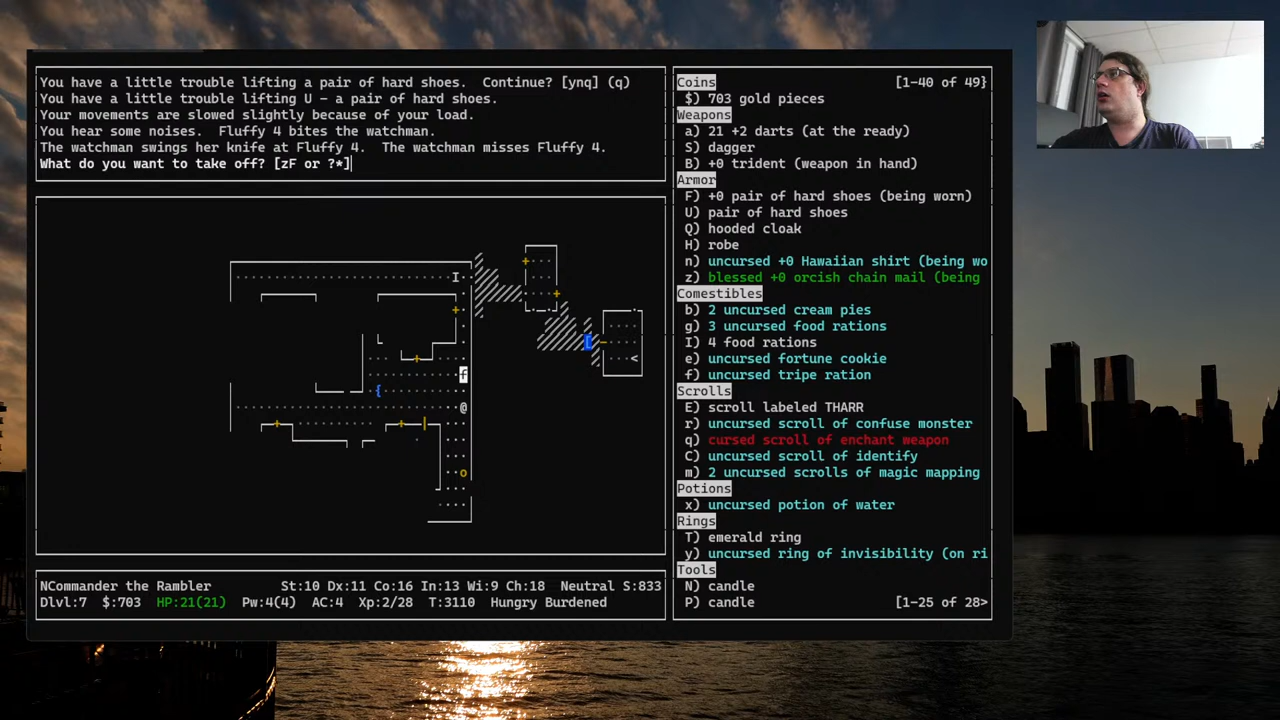 You have a little trouble lifting a pair of hard shoes.  Continue? [ynq] (q)
You have a little trouble lifting U - a pair of hard shoes.
Your movements are slowed slightly because of your load.
You hear some noises.  Fluffy 4 bites the watchman.
The watchman swings her knife at Fluffy 4.  The watchman misses Fluffy 4.
What do you want to take off? [zF or ?*]
NCommander the Rambler St:10 Dx:11 Co:16 In:13 Wi:9 Ch:18 Neutral S:833
Dlvl:7 $:703 HP:21(21) Pw:4(4) AC:4 Xp:2/28 T:3110 Hungry Burdened
Coins [1-40 of 49}
$) 703 gold pieces
Weapons
a) 21 +2 darts (at the ready)
S) dagger
B) +0 trident (weapon in hand)
Armor
F) +0 pair of hard shoes (being worn)
U) pair of hard shoes
Q) hooded cloak
H) robe
n) uncursed +0 Hawaiian shirt (being wo
z) blessed +0 orcish chain mail (being
Comestibles
b) 2 uncursed cream pies
g) 3 uncursed food rations
I) 4 food rations
e) uncursed fortune cookie
f) uncursed tripe ration
Scrolls
E) scroll labeled THARR
r) uncursed scroll of confuse monster
q) cursed scroll of enchant weapon
C) uncursed scroll of identify
m) 2 uncursed scrolls of magic mapping
Potions
x) uncursed potion of water
Rings
T) emerald ring
y) uncursed ring of invisibility (on ri
Tools
N) candle
P) candle [1-25 of 28>